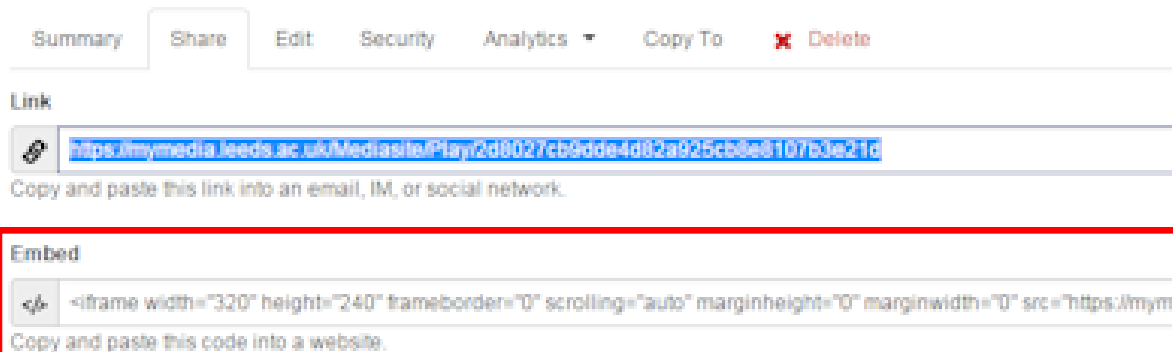 Summary Share Edit Security Analytics Copy To Delete
Link
https://mymedia.leeds.ac.uk/Mediasite/Play/2d8027cb9dde4d82a925cb8e8107b3e21d
Copy and paste this link into an email, IM, or social network.
Embed
</> <iframe width="320" height="240" frameborder="0" scrolling="auto" marginheight="0" marginwidth="0" src="https://mym
Copy and paste this code into a website.